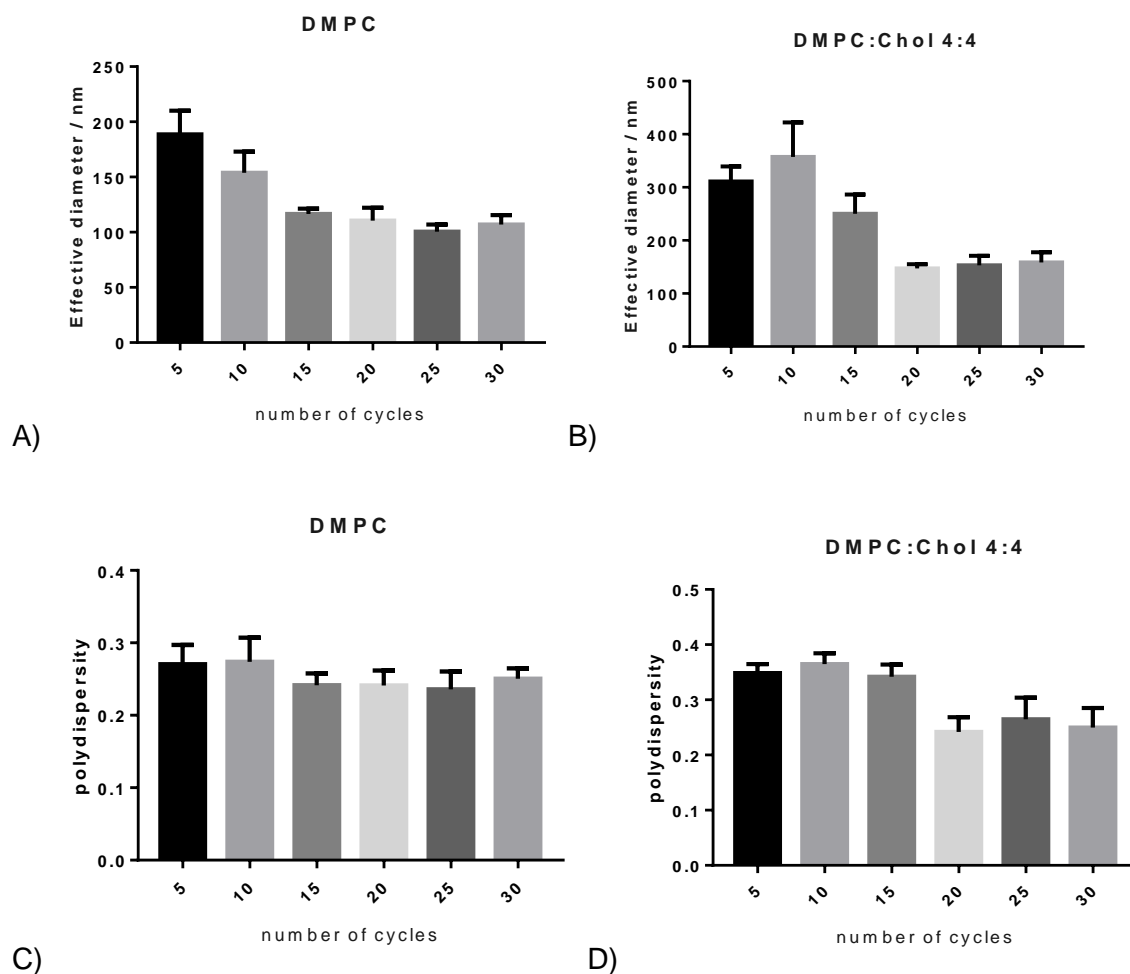 DMPC
Effective diameter / nm
250
200
150
100
50
0
5
10
15
20
25
30
number of cycles
A)
DMPC:Chol 4:4
Effective diameter / nm
500
400
300
200
100
0
5
10
15
20
25
30
number of cycles
B)
DMPC
polydispersity
0.4
0.3
0.2
0.1
0.0
5
10
15
20
25
30
number of cycles
C)
DMPC:Chol 4:4
polydispersity
0.5
0.4
0.3
0.2
0.1
0.0
5
10
15
20
25
30
number of cycles
D)